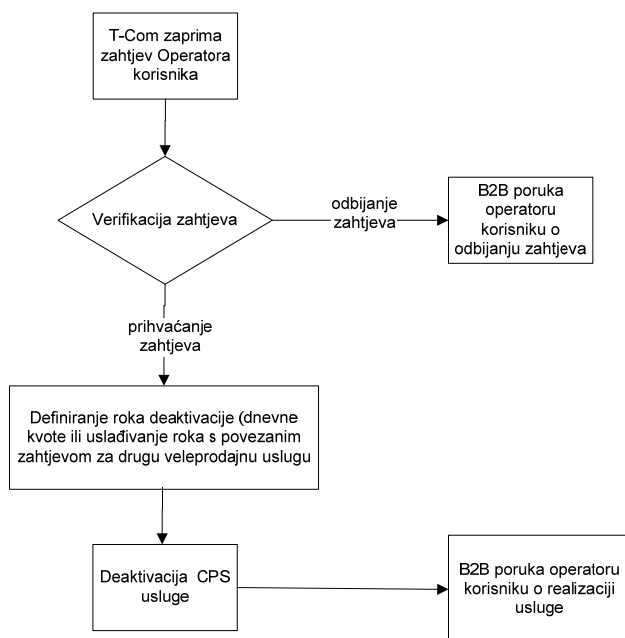 T-Com zaprima
zahtjev Operatora
korisnika
Verifikacija zahtjeva
odbijanje
zahtjeva
B2B poruka
operatoru
korisniku o
odbijanju zahtjeva
prihvaćanje
zahtjeva
Definiranje roka deaktivacije (dnevne
kvote ili uslađivanje roka s povezanim
zahtjevom za drugu veleprodajnu uslugu
Deaktivacija CPS
usluge
B2B poruka operatoru
korisniku o realizaciji
usluge